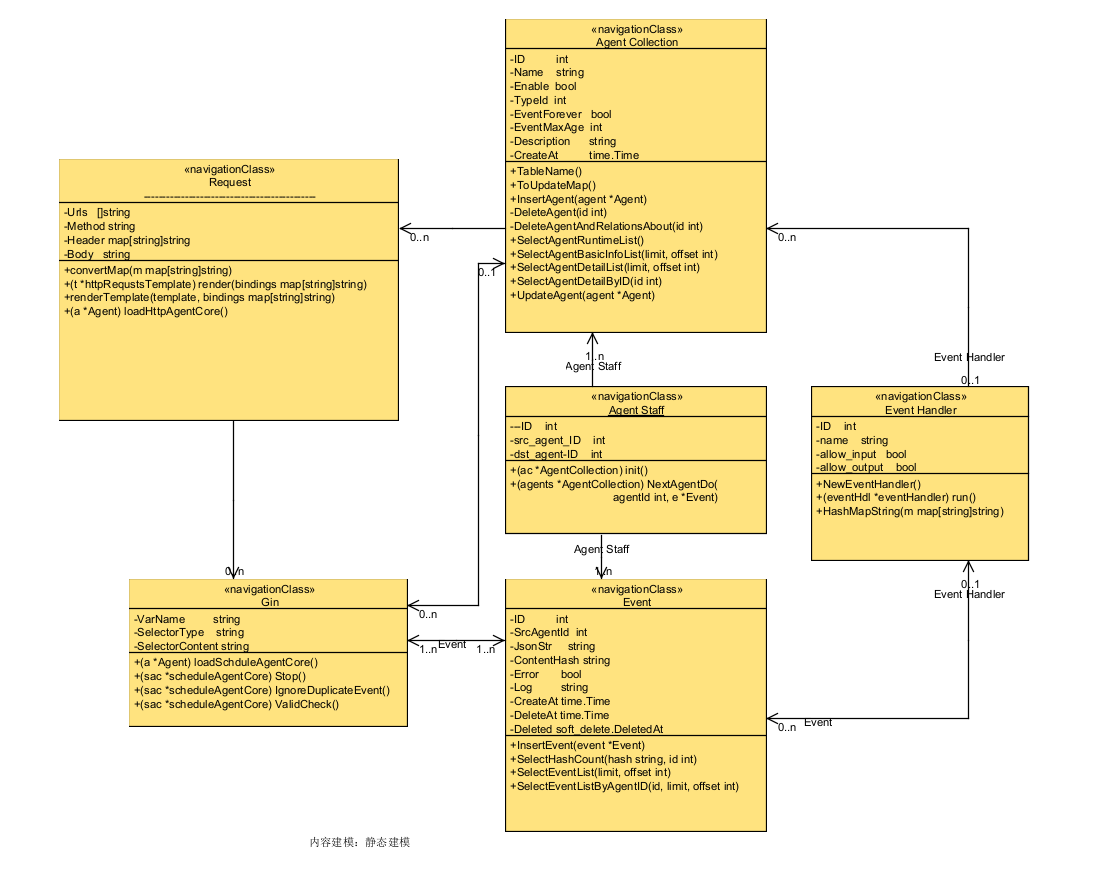 «navigationClass»
Agent Collection
-ID int
-Name string
-Enable bool
-TypeId int
-EventForever bool
-EventMaxAge int
-Description string
-CreateAt time.Time
+TableName()
+ToUpdateMap()
+InsertAgent(agent *Agent)
-DeleteAgent(id int)
-DeleteAgentAndRelationsAbout(id int)
+SelectAgentRuntimeList()
+SelectAgentBasicInfoList(limit, offset int)
+SelectAgentDetailList(limit, offset int)
+SelectAgentDetailByID(id int)
+UpdateAgent(agent *Agent)
«navigationClass»
Request
-Urls []string
-Method string
-Header map[string]string
-Body string
+convertMap(m map[string]string)
+(t *httpRequstsTemplate) render(bindings map[string]string)
+renderTemplate(template, bindings map[string]string)
+(a *Agent) loadHttpAgentCore()
0..n
0..1
0..n
1..n
Agent Staff
Event Handler
0..1
«navigationClass»
Agent Staff
---ID int
-src_agent_ID int
-dst_agent-ID int
+(ac *AgentCollection) init()
+(agents *AgentCollection) NextAgentDo(
agentId int, e *Event)
«navigationClass»
Event Handler
-ID int
-name string
-allow_input bool
-allow_output bool
+NewEventHandler()
+(eventHdl *eventHandler) run()
+HashMapString(m map[string]string)
Agent Staff
1..n
0..n
0..1
Event Handler
«navigationClass»
Gin
-VarName string
-SelectorType string
-SelectorContent string
+(a *Agent) loadSchduleAgentCore()
+(sac *scheduleAgentCore) Stop()
+(sac *scheduleAgentCore) IgnoreDuplicateEvent()
+(sac *scheduleAgentCore) ValidCheck()
0..n
1..n
Event
1..n
«navigationClass»
Event
-ID int
-SrcAgentId int
-JsonStr string
-ContentHash string
-Error bool
-Log string
-CreateAt time.Time
-DeleteAt time.Time
-Deleted soft_delete.DeletedAt
+InsertEvent(event *Event)
+SelectHashCount(hash string, id int)
+SelectEventList(limit, offset int)
+SelectEventListByAgentID(id, limit, offset int)
0..n
Event
内容建模：静态建模